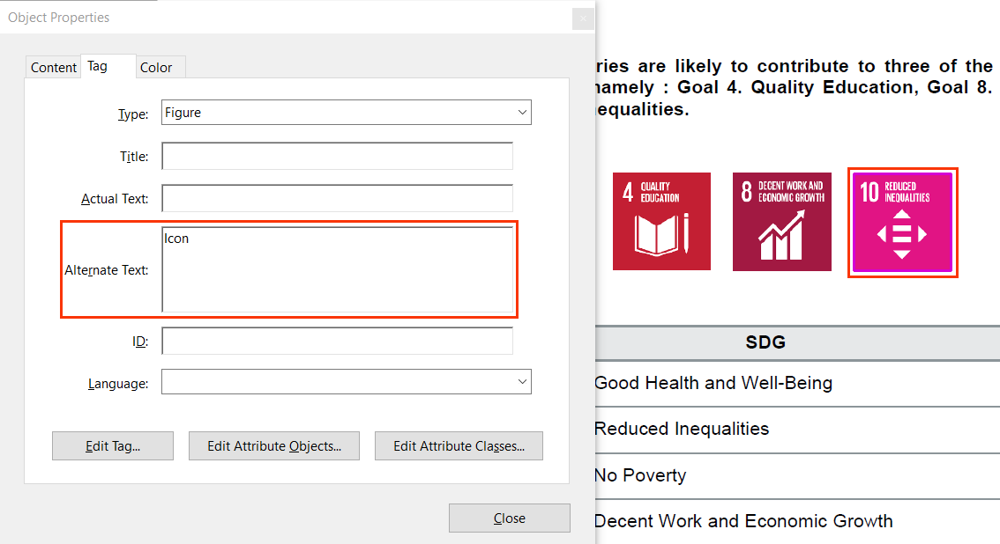 Object Properties
Content
Tag
Color
Type:
Figure
Title:
Actual Text:
Alternate Text:
Icon
ID:
Language:
Edit Tag...
Edit Attribute Objects...
Edit Attribute Classes...
Close
ries are likely to contribute to three of the
namely : Goal 4. Quality Education, Goal 8.
equalities.
4 QUALITY
EDUCATION
8 DECENT WORK AND
ECONOMIC GROWTH
10 REDUCED
INEQUALITIES
SDG
Good Health and Well-Being
Reduced Inequalities
No Poverty
Decent Work and Economic Growth